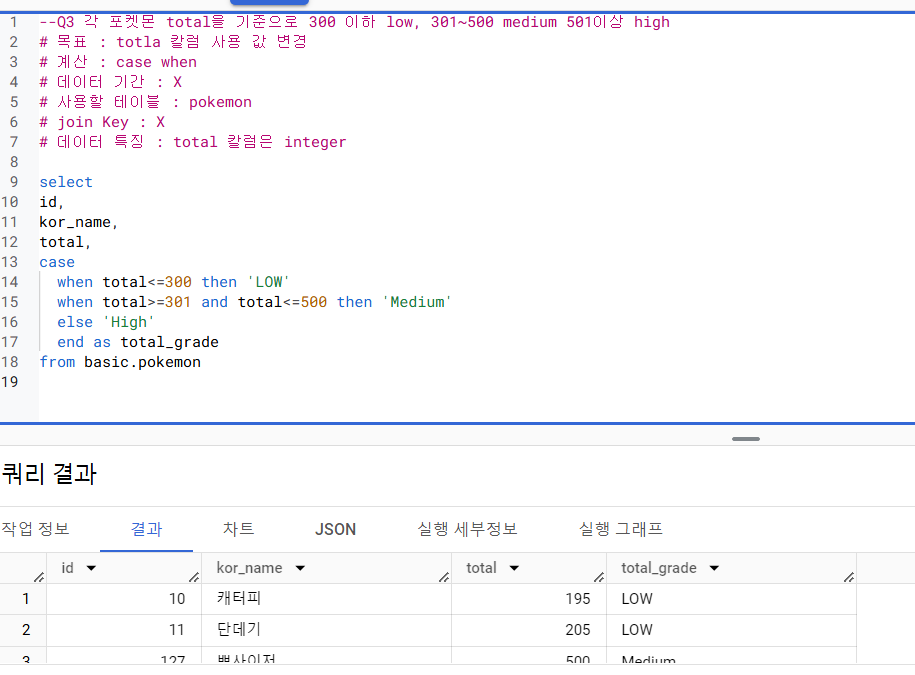 1 --Q3 각 포켓몬 total을 기준으로 300 이하 low, 301~500 medium 501이상 high
2 # 목표 : totla 칼럼 사용 값 변경
3 # 계산 : case when
4 # 데이터 기간 : X
5 # 사용할 테이블 : pokemon
6 # join Key : X
7 # 데이터 특징 : total 칼럼은 integer
8
9 select
10 id,
11 kor_name,
12 total,
13 case
14 when total<=300 then 'LOW'
15 when total>=301 and total<=500 then 'Medium'
16 else 'High'
17 end as total_grade
18 from basic.pokemon
19
쿼리 결과
작업 정보 결과 차트 JSON 실행 세부정보 실행 그래프
id kor_name total total_grade
1 10 캐터피 195 LOW
2 11 단데기 205 LOW
3 127 쁘사이저 500 Medium